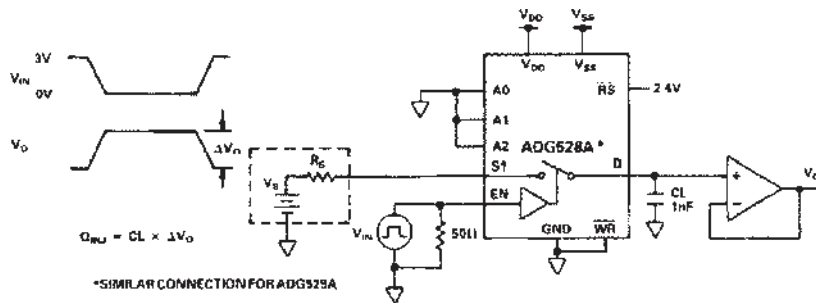 VDD
VSS
3V
VIN
0V
VDD
VSS
A0
RS
2.4V
A1
A2
ADG528A*
VO
ΔVO
RS
S1
D
VS
EN
CL
1nF
VO
VIN
50Ω
GND
WR
QINJ = CL × ΔVO
*SIMILAR CONNECTION FOR ADG529A